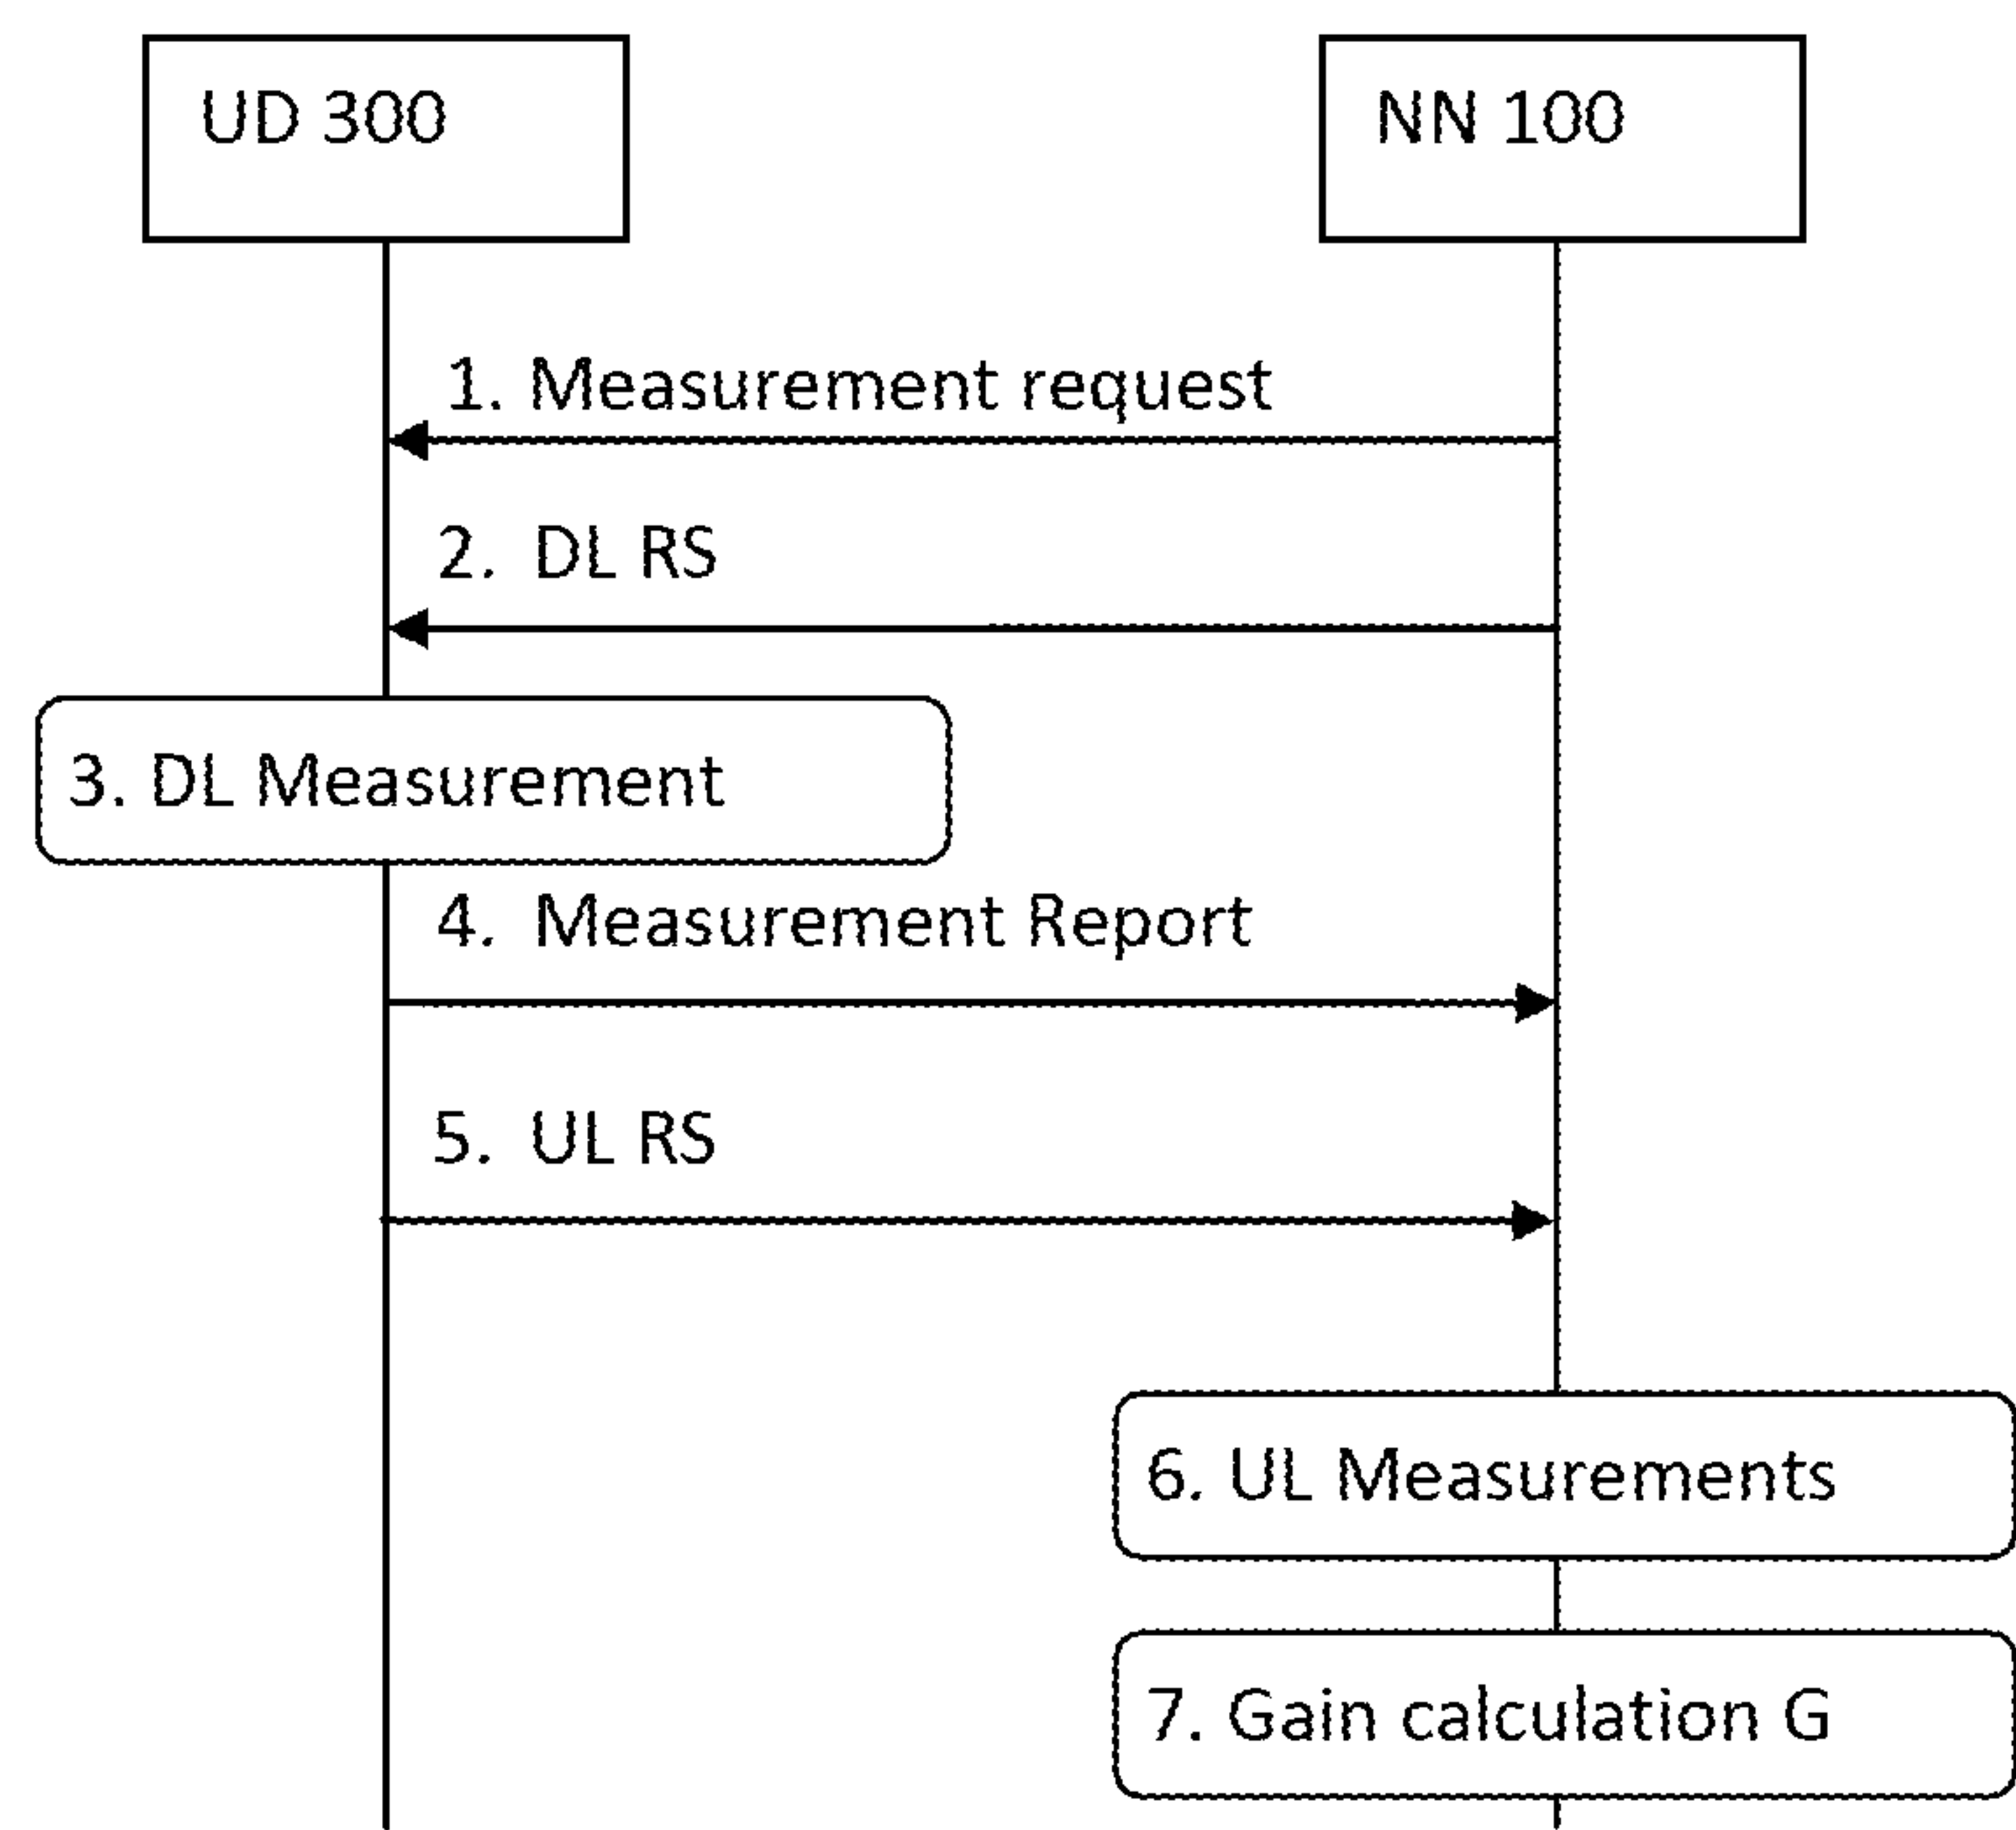 UD 300
NN 100
1. Measurement request
2. DL RS
3. DL Measurement
4. Measurement Report
5. UL RS
6. UL Measurements
7. Gain calculation G